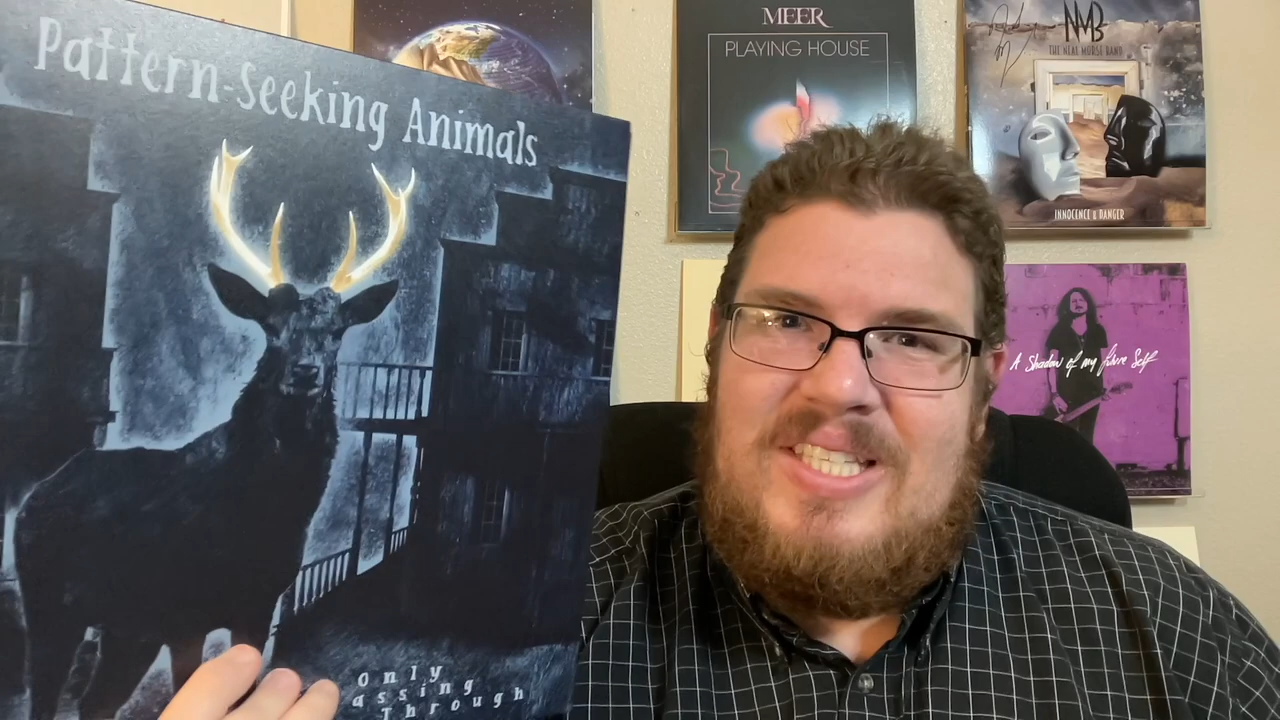 Pattern-Seeking Animals
Only
assing
Through
MEER
PLAYING HOUSE
NMB
THE NEAL MORSE BAND
INNOCENCE & DANGER
A Shadow of my future Self